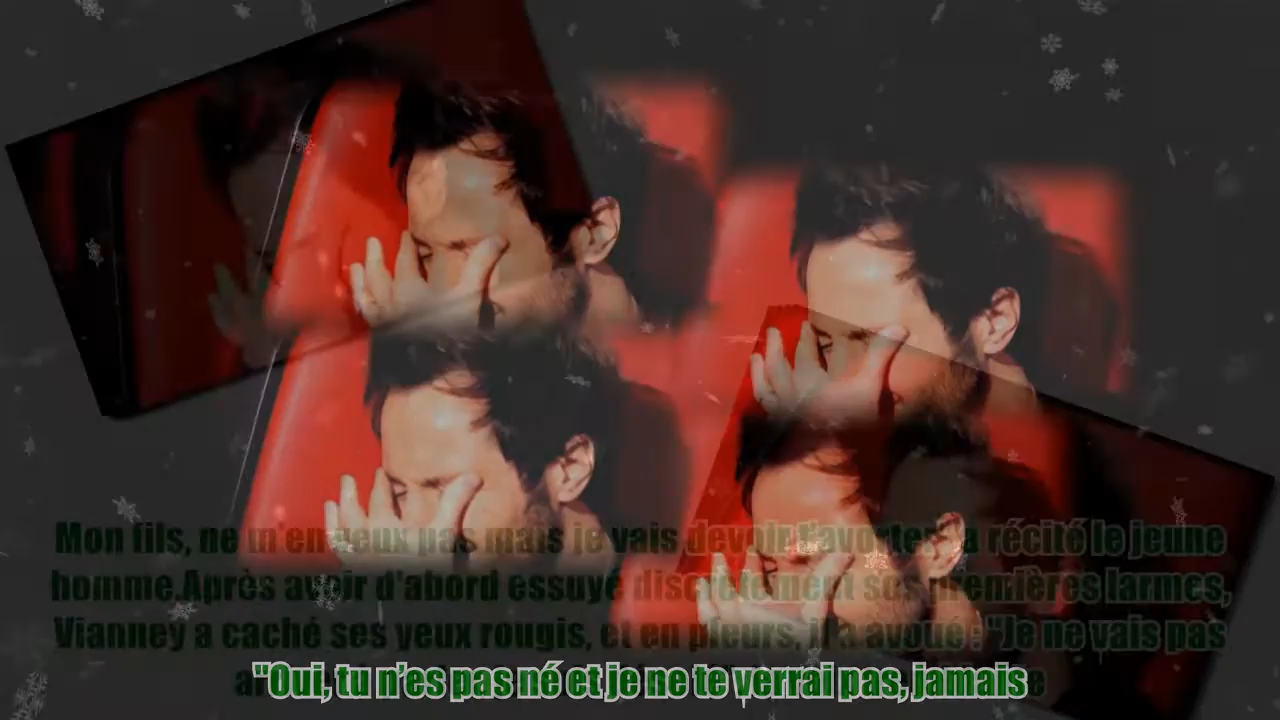 Mon fils, ne m'en veux pas mais je vais devoir t'avorter, a récité le jeune
homme.Après avoir d'abord essuyé discrètement ses premières larmes,
Vianney a caché ses yeux rougis, et en pleurs, il a avoué : "Je ne vais pas
"Oui, tu n'es pas né et je ne te verrai pas, jamais